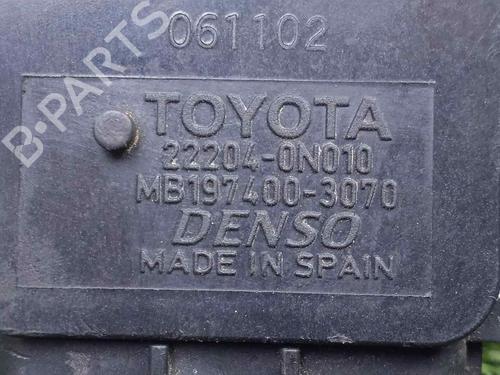 061102
B-PARTS
TOYOTA
22204-0N010
MB197400-3070
DENSO
MADE IN SPAIN